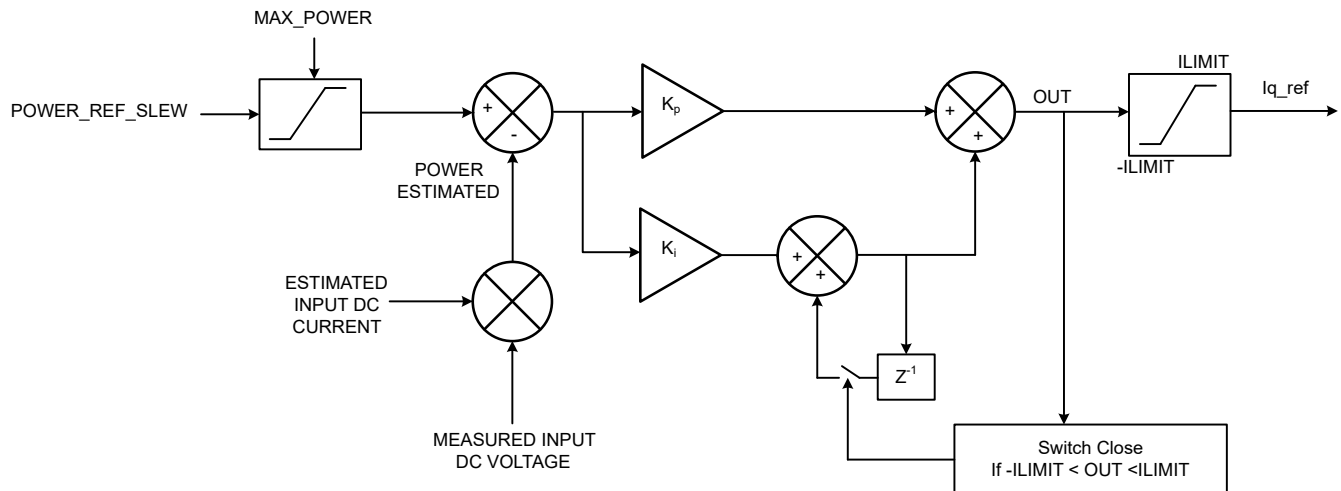 MAX_POWER
POWER_REF_SLEW
+
-
POWER
ESTIMATED
ESTIMATED
INPUT DC
CURRENT
MEASURED INPUT
DC VOLTAGE
Kp
Ki
+
+
Z-1
+
+
OUT
ILIMIT
-ILIMIT
Iq_ref
Switch Close
If -ILIMIT < OUT <ILIMIT